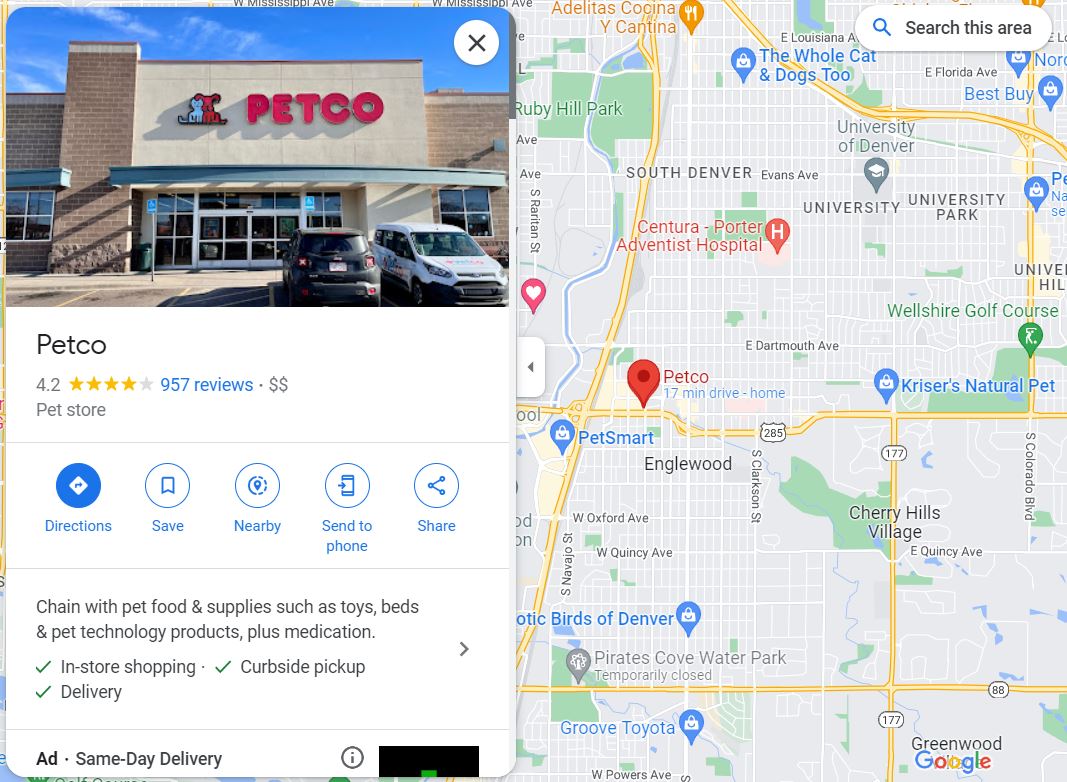 W Mississippi Ave
W Mississippi Ave
PETCO
Petco
4.2
957 reviews · $$
Pet store
Directions
Save
Nearby
Send to
phone
Share
Chain with pet food & supplies such as toys, beds
& pet technology products, plus medication.
In-store shopping ·
Curbside pickup
Delivery
Ad · Same-Day Delivery
Search this area
Adelitas Cocina
Y Cantina
E Louisiana A
The Whole Cat
& Dogs Too
E Florida Ave
Best Buy
Ruby Hill Park
University
of Denver
Ave
Ave
SOUTH DENVER
Evans Ave
UNIVERSITY
UNIVERSITY
PARK
S Raritan St
Centura - Porter
Adventist Hospital
Wellshire Golf Course
E Dartmouth Ave
Petco
17 min drive - home
Kriser's Natural Pet
285
PetSmart
177
Englewood
S Clarkson St
S Colorado Blvd
W Oxford Ave
Cherry Hills
Village
W Quincy Ave
E Quincy Ave
S Navajo St
otic Birds of Denver
Pirates Cove Water Park
Temporarily closed
88
177
Groove Toyota
Greenwood
Google
W Powers Ave